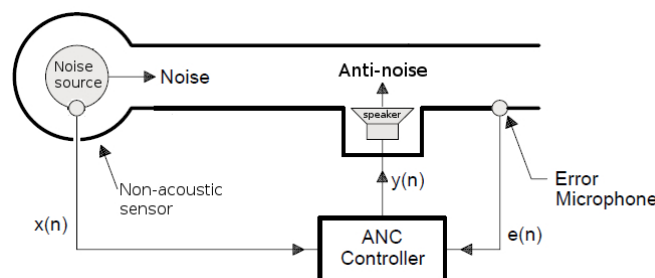 Noise
source
Noise
Anti-noise
speaker
Non-acoustic
sensor
y(n)
Error
Microphone
x(n)
e(n)
ANC
Controller